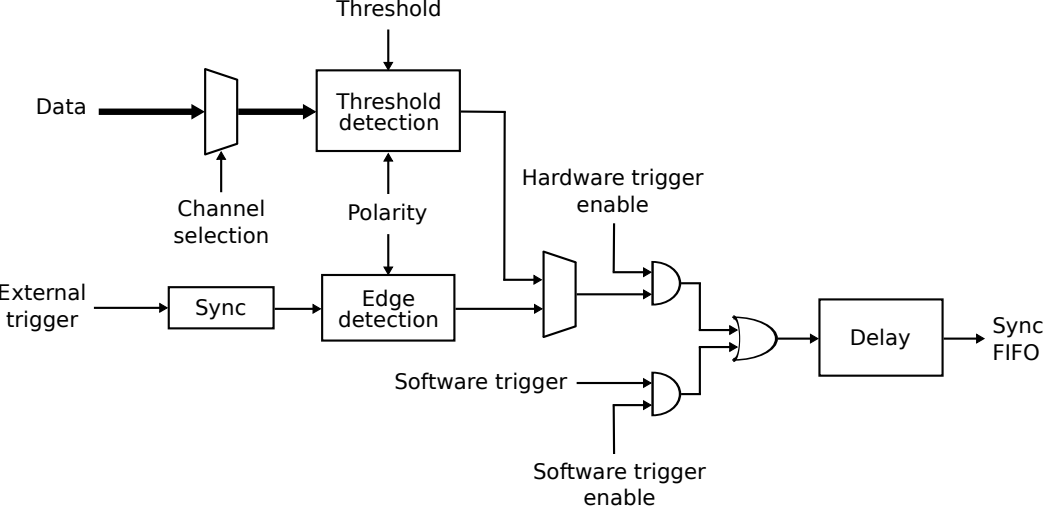 Threshold
Data
Threshold
detection
Channel
selection
Polarity
Hardware trigger
enable
External
trigger
Sync
Edge
detection
Software trigger
Delay
Sync
FIFO
Software trigger
enable